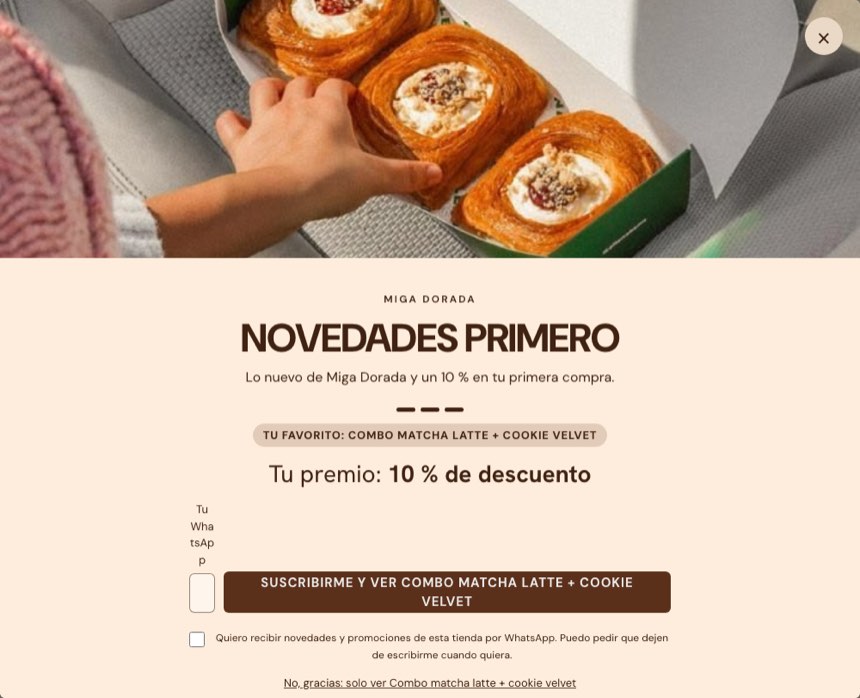 MIGA DORADA
NOVEDADES PRIMERO
Lo nuevo de Miga Dorada y un 10 % en tu primera compra.
TU FAVORITO: COMBO MATCHA LATTE + COOKIE VELVET
Tu premio: 10 % de descuento
Tu
Wha
tsAp
p
SUSCRIBIRME Y VER COMBO MATCHA LATTE + COOKIE
VELVET
Quiero recibir novedades y promociones de esta tienda por WhatsApp. Puedo pedir que dejen
de escribirme cuando quiera.
No, gracias: solo ver Combo matcha latte + cookie velvet